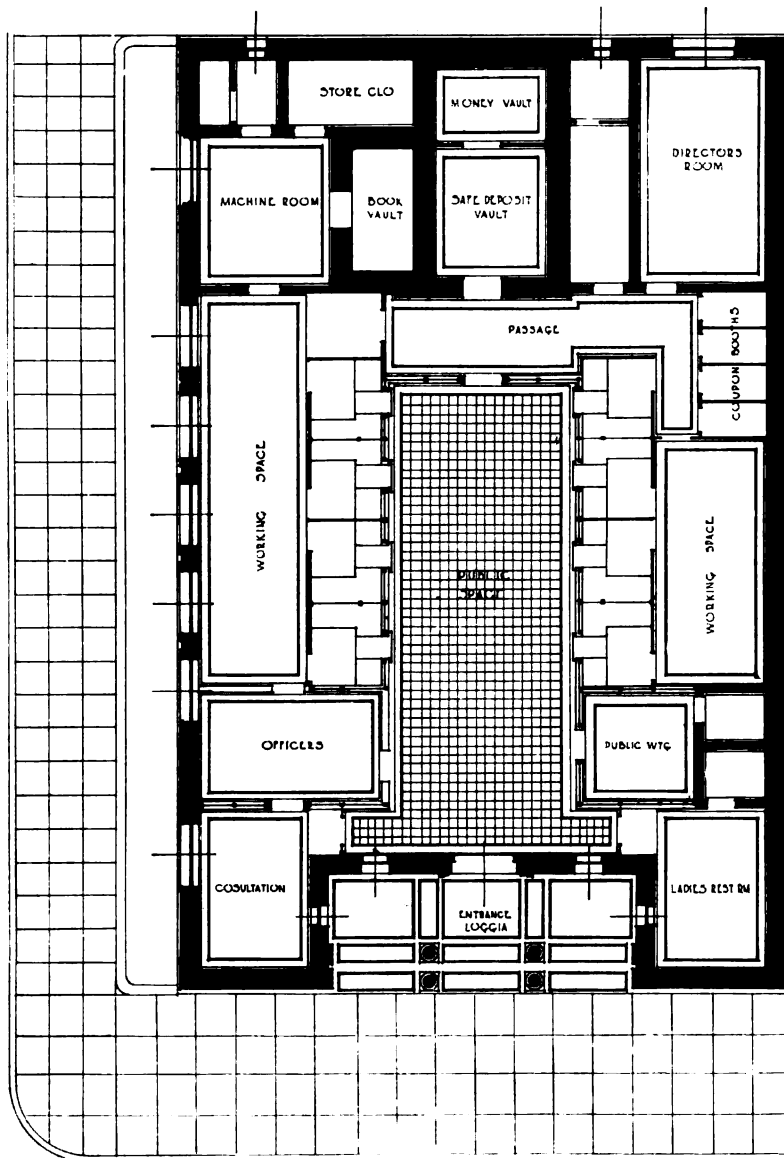 STORE CLO
MONEY VAULT
DIRECTORS
ROOM
MACHINE ROOM
BOOK
VAULT
SAFE DEPOSIT
VAULT
PASSAGE
COUPON BOOTHS
WORKING SPACE
PUBLIC
SPACE
WORKING SPACE
OFFICERS
PUBLIC WTG
COSULTATION
ENTRANCE
LOGGIA
LADIES REST RM